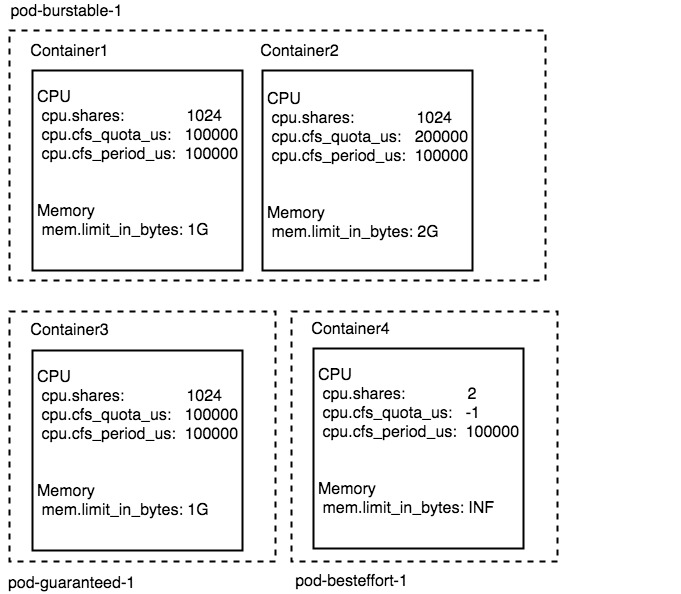 pod-burstable-1
Container1
CPU
cpu.shares: 1024
cpu.cfs_quota_us: 100000
cpu.cfs_period_us: 100000
Memory
mem.limit_in_bytes: 1G
Container2
CPU
cpu.shares: 1024
cpu.cfs_quota_us: 200000
cpu.cfs_period_us: 100000
Memory
mem.limit_in_bytes: 2G
Container3
CPU
cpu.shares: 1024
cpu.cfs_quota_us: 100000
cpu.cfs_period_us: 100000
Memory
mem.limit_in_bytes: 1G
pod-guaranteed-1
Container4
CPU
cpu.shares: 2
cpu.cfs_quota_us: -1
cpu.cfs_period_us: 100000
Memory
mem.limit_in_bytes: INF
pod-besteffort-1